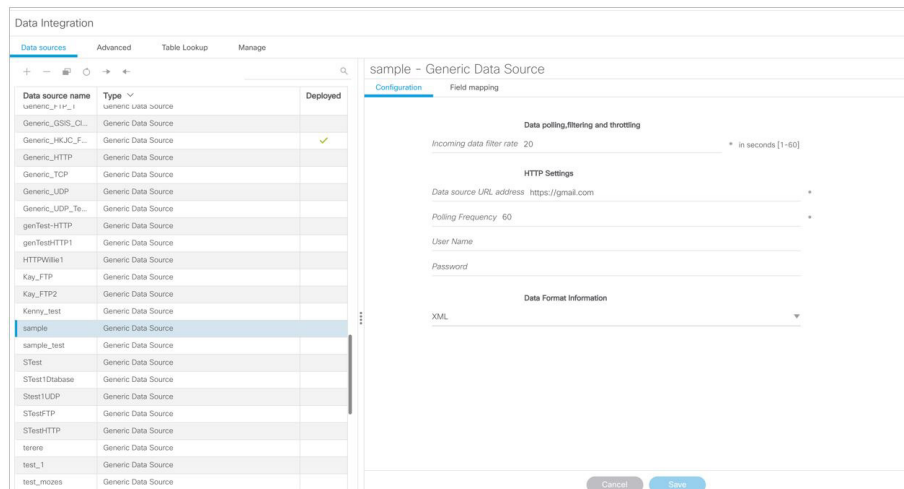 Data Integration
Data sources Advanced Table Lookup Manage
Data source name Type Deployed
Generic_FTP_1 Generic Data Source
Generic_GSIS_Cl... Generic Data Source
Generic_HKJC_F... Generic Data Source
Generic_HTTP Generic Data Source
Generic_TCP Generic Data Source
Generic_UDP Generic Data Source
Generic_UDP_Te... Generic Data Source
genTest-HTTP Generic Data Source
genTestHTTP1 Generic Data Source
HTTPWillie1 Generic Data Source
Kay_FTP Generic Data Source
Kay_FTP2 Generic Data Source
Kenny_test Generic Data Source
sample Generic Data Source
sample_test Generic Data Source
STest Generic Data Source
STest1Dtabase Generic Data Source
Stest1UDP Generic Data Source
STestFTP Generic Data Source
STestHTTP Generic Data Source
terere Generic Data Source
test_1 Generic Data Source
test_mozes Generic Data Source
sample - Generic Data Source
Configuration Field mapping
Data polling,filtering and throttling
Incoming data filter rate 20 * in seconds [1-60]
HTTP Settings
Data source URL address https://gmail.com *
Polling Frequency 60 *
User Name
Password
Data Format Information
XML
Cancel Save